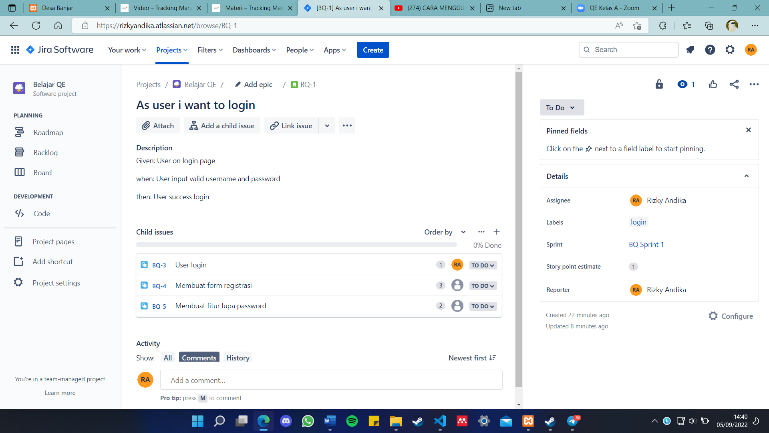 Desa Banjar
Video – Tracking Man
Materi – Tracking Man
[BQ-1] As user i want
(274) CARA MENGGU
New tab
QE Kelas A - Zoom
https://rizkyandika.atlassian.net/browse/BQ-1
Jira Software
Your work
Projects
Filters
Dashboards
People
Apps
Create
Search
Belajar QE
Software project
PLANNING
Roadmap
Backlog
Board
DEVELOPMENT
Code
Project pages
Add shortcut
Project settings
You're in a team-managed project
Learn more
Projects / Belajar QE / Add epic / BQ-1
As user i want to login
Attach
Add a child issue
Link issue
Description
Given: User on login page
when: User input valid username and password
then: User success login
Child issues
Order by
0% Done
BQ-3 User login 1 RA TO DO
BQ-4 Membuat form registrasi 3 TO DO
BQ-5 Membuat fitur lupa password 2 TO DO
Activity
Show: All Comments History
Newest first
RA Add a comment...
Pro tip: press M to comment
1
To Do
Pinned fields
Click on the next to a field label to start pinning.
Details
Assignee RA Rizky Andika
Labels login
Sprint BQ Sprint 1
Story point estimate 1
Reporter RA Rizky Andika
Created 22 minutes ago
Updated 8 minutes ago
Configure
14:40
05/09/2022